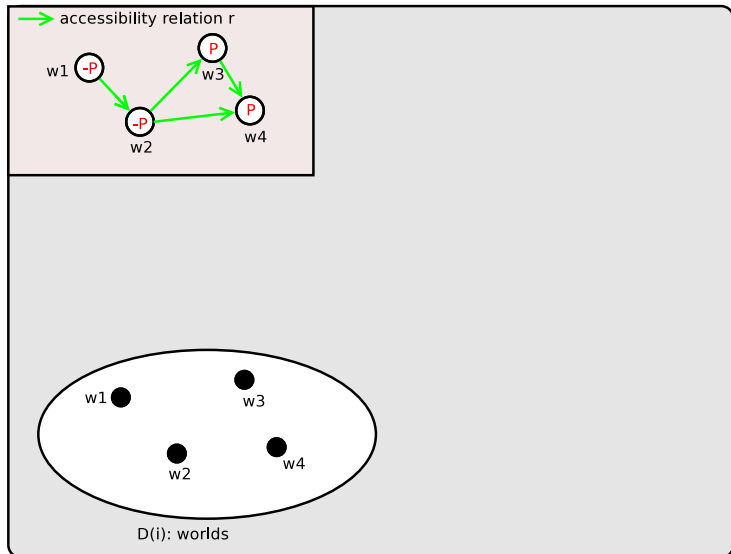 accessibility relation r
w1
-P
P
w3
-P
w2
P
w4
w1
w3
w2
w4
D(i): worlds